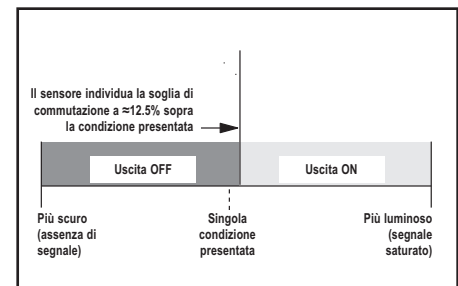 Il sensore individua la soglia di
commutazione a ≈12.5% sopra
la condizione presentata
Uscita OFF
Uscita ON
Più scuro
(assenza di
segnale)
Singola
condizione
presentata
Più luminoso
(segnale
saturato)